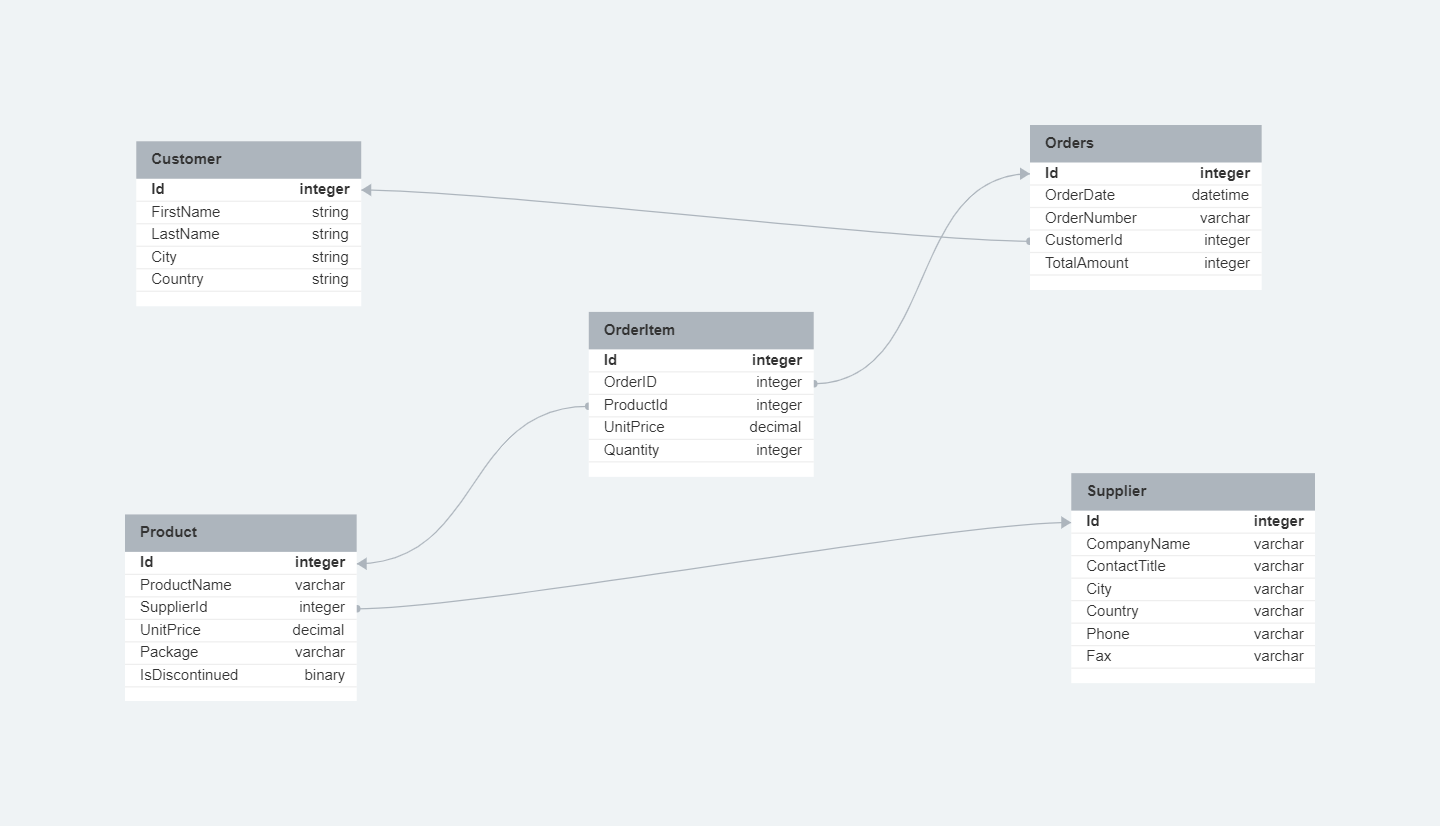 Customer
Id integer
FirstName string
LastName string
City string
Country string
Orders
Id integer
OrderDate datetime
OrderNumber varchar
CustomerId integer
TotalAmount integer
OrderItem
Id integer
OrderID integer
ProductId integer
UnitPrice decimal
Quantity integer
Product
Id integer
ProductName varchar
SupplierId integer
UnitPrice decimal
Package varchar
IsDiscontinued binary
Supplier
Id integer
CompanyName varchar
ContactTitle varchar
City varchar
Country varchar
Phone varchar
Fax varchar